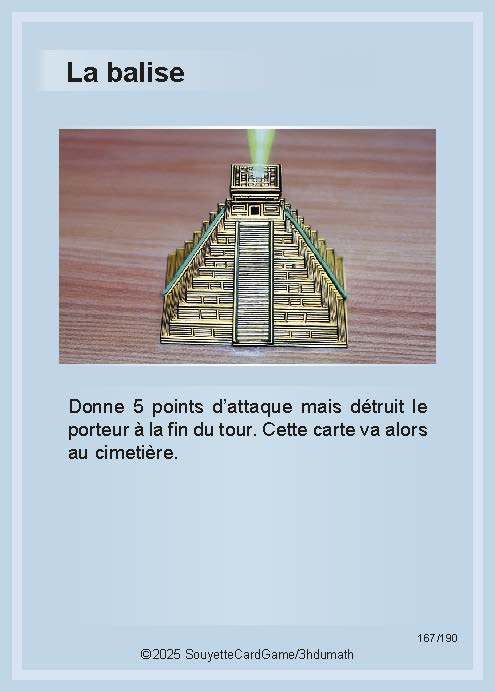 La balise
Donne 5 points d'attaque mais détruit le
porteur à la fin du tour. Cette carte va alors
au cimetière.
167/190
©2025 SouyetteCardGame/3hdumath